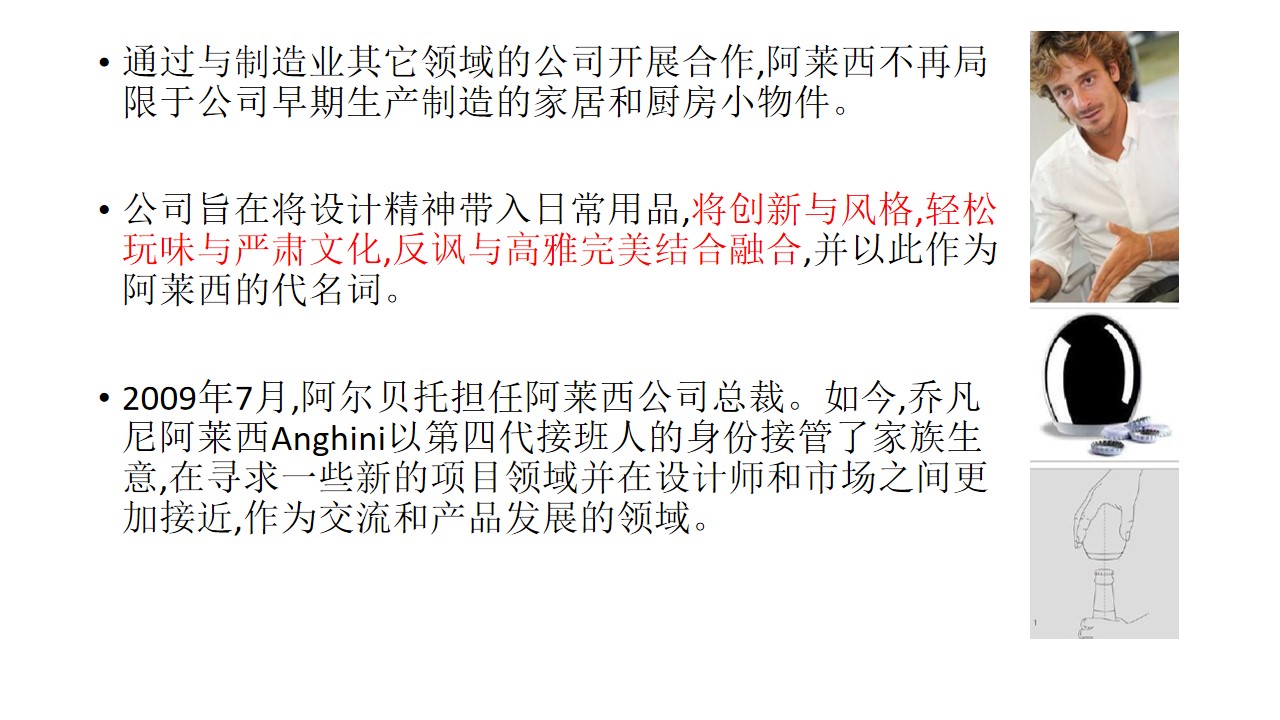 • 通过与制造业其它领域的公司开展合作,阿莱西不再局
限于公司早期生产制造的家居和厨房小物件。
• 公司旨在将设计精神带入日常用品,将创新与风格,轻松
玩味与严肃文化,反讽与高雅完美结合融合,并以此作为
阿莱西的代名词。
• 2009年7月,阿尔贝托担任阿莱西公司总裁。如今,乔凡
尼阿莱西Anghini以第四代接班人的身份接管了家族生
意,在寻求一些新的项目领域并在设计师和市场之间更
加接近,作为交流和产品发展的领域。